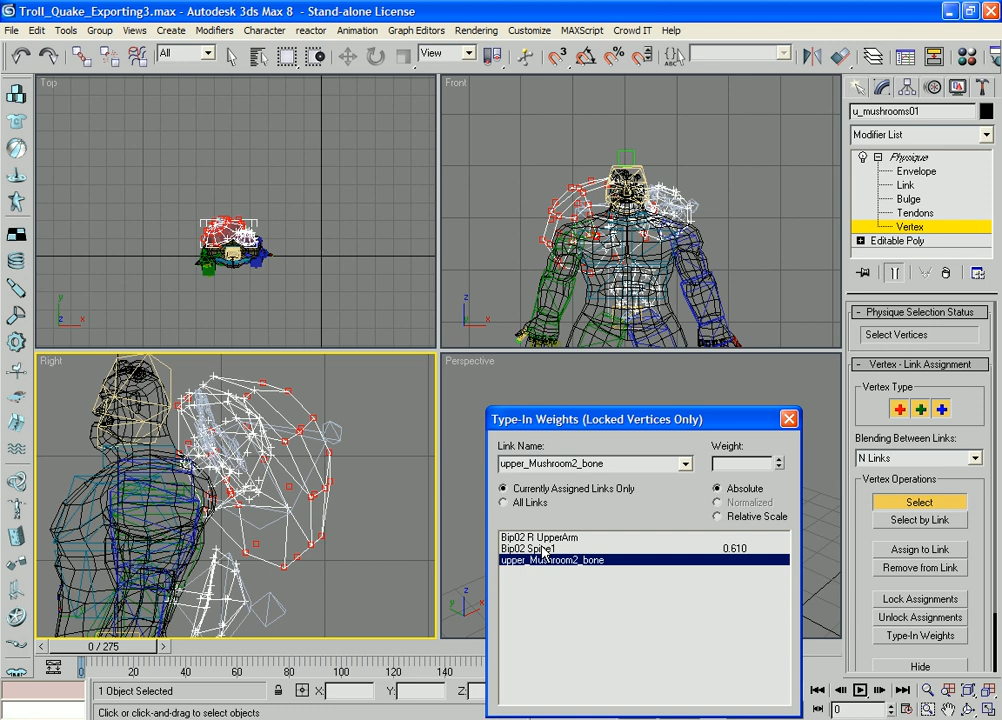 Troll_Quake_Exporting3.max - Autodesk 3ds Max 8 - Stand-alone License
File Edit Tools Group Views Create Modifiers Character reactor Animation Graph Editors Rendering Customize MAXScript Crowd IT Help
All View
Top
Front
z
x
y
x
Right
Perspective
u_mushrooms01
Modifier List
Physique
Envelope
Link
Bulge
Tendons
Vertex
Editable Poly
Physique Selection Status
Select Vertices
Vertex - Link Assignment
Vertex Type
Blending Between Links:
N Links
Vertex Operations
Select
Select by Link
Assign to Link
Remove from Link
Lock Assignments
Unlock Assignments
Type-In Weights
Hide
Type-In Weights (Locked Vertices Only)
Link Name: Weight:
upper_Mushroom2_bone
Currently Assigned Links Only Absolute
All Links Normalized
Relative Scale
Bip02 R UpperArm
Bip02 Spine1 0.610
upper_Mushroom2_bone
0 / 275
0 20 40 60 80 100 120 140
1 Object Selected X: Y: Z:
Click or click-and-drag to select objects
0